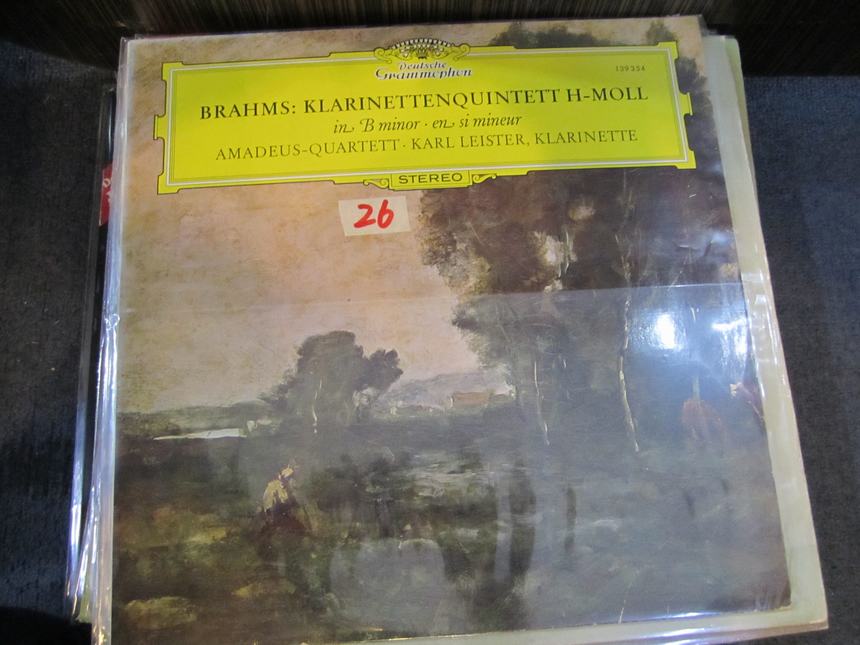 Deutsche
Grammophon
139 354
BRAHMS: KLARINETTENQUINTETT H-MOLL
in B minor · en si mineur
AMADEUS-QUARTETT · KARL LEISTER, KLARINETTE
STEREO
26